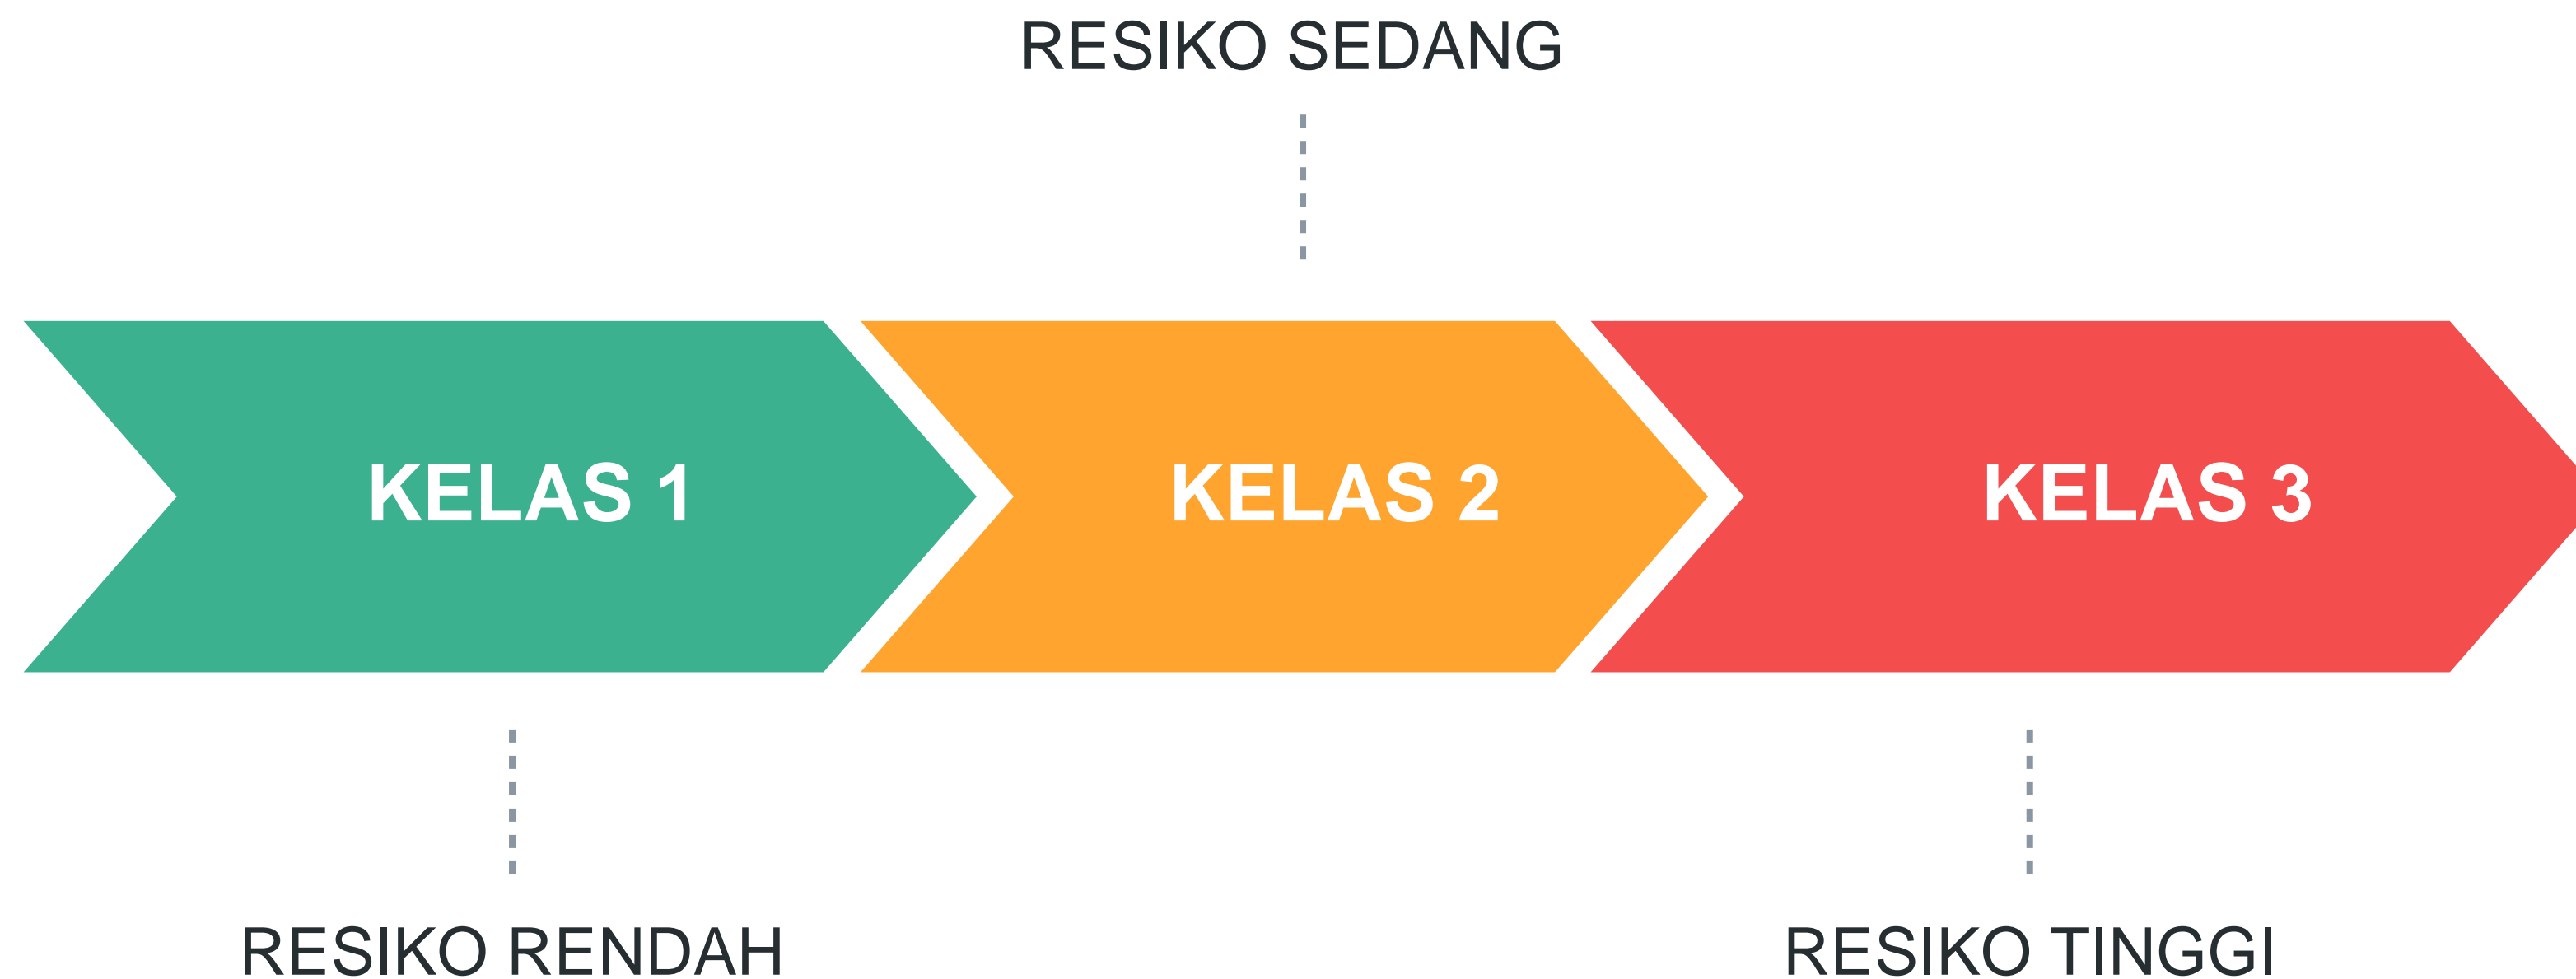 RESIKO SEDANG
KELAS 1
KELAS 2
KELAS 3
RESIKO RENDAH
RESIKO TINGGI